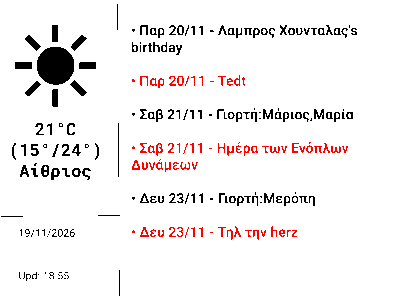 21°C
(15°/24°)
Αίθριος
19/11/2026
Upd: 18:55
• Παρ 20/11 - Λαμπρος Χουνταλας's
birthday
• Παρ 20/11 - Tedt
• Σαβ 21/11 - Γιορτή:Μάριος,Μαρία
• Σαβ 21/11 - Ημέρα των Ενόπλων
Δυνάμεων
• Δευ 23/11 - Γιορτή:Μερόπη
• Δευ 23/11 - Τηλ την herz